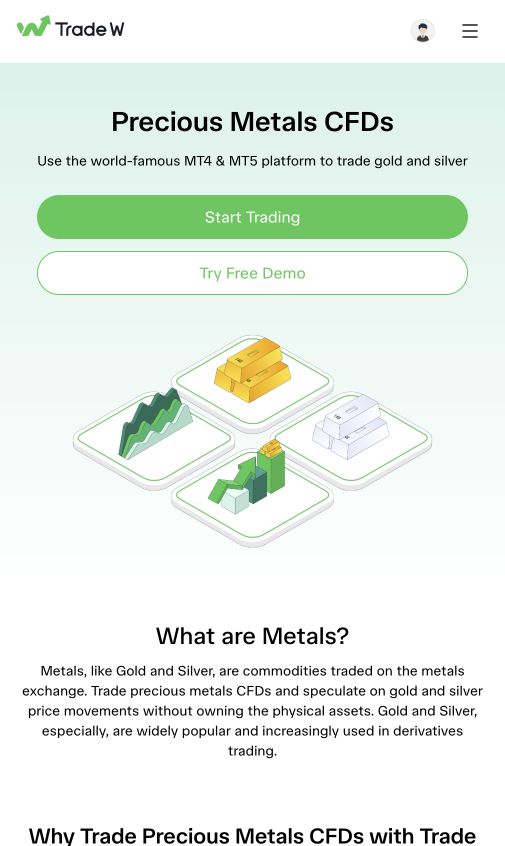 Trade W
Precious Metals CFDs
Use the world-famous MT4 & MT5 platform to trade gold and silver
Start Trading
Try Free Demo
What are Metals?
Metals, like Gold and Silver, are commodities traded on the metals
exchange. Trade precious metals CFDs and speculate on gold and silver
price movements without owning the physical assets. Gold and Silver,
especially, are widely popular and increasingly used in derivatives
trading.
Why Trade Precious Metals CFDs with Trade